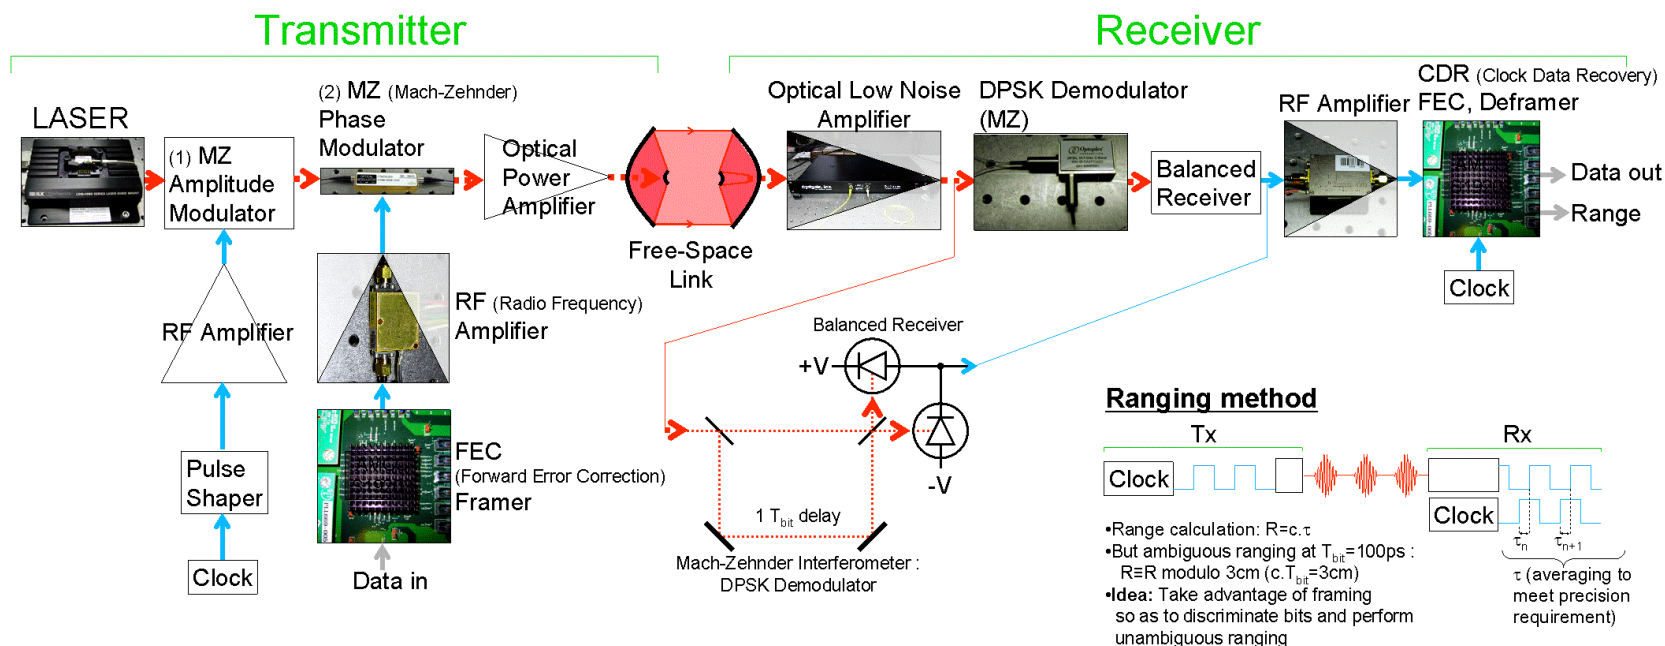 Transmitter
Receiver
LASER
(1) MZ
Amplitude
Modulator
(2) MZ (Mach-Zehnder)
Phase
Modulator
Optical
Power
Amplifier
Free-Space
Link
Optical Low Noise
Amplifier
DPSK Demodulator
(MZ)
Balanced
Receiver
RF Amplifier
CDR (Clock Data Recovery)
FEC, Deframer
Data out
Range
Clock
RF Amplifier
Pulse
Shaper
Clock
RF (Radio Frequency)
Amplifier
FEC
(Forward Error Correction)
Framer
Data in
Balanced Receiver
+V
-V
1 Tbit delay
Mach-Zehnder Interferometer :
DPSK Demodulator
Ranging method
Tx
Rx
Clock
Clock
τn
τn+1
•Range calculation: R=c.τ
•But ambiguous ranging at Tbit=100ps :
R≡R modulo 3cm (c.Tbit=3cm)
•Idea: Take advantage of framing
so as to discriminate bits and perform
unambiguous ranging
τ (averaging to
meet precision
requirement)